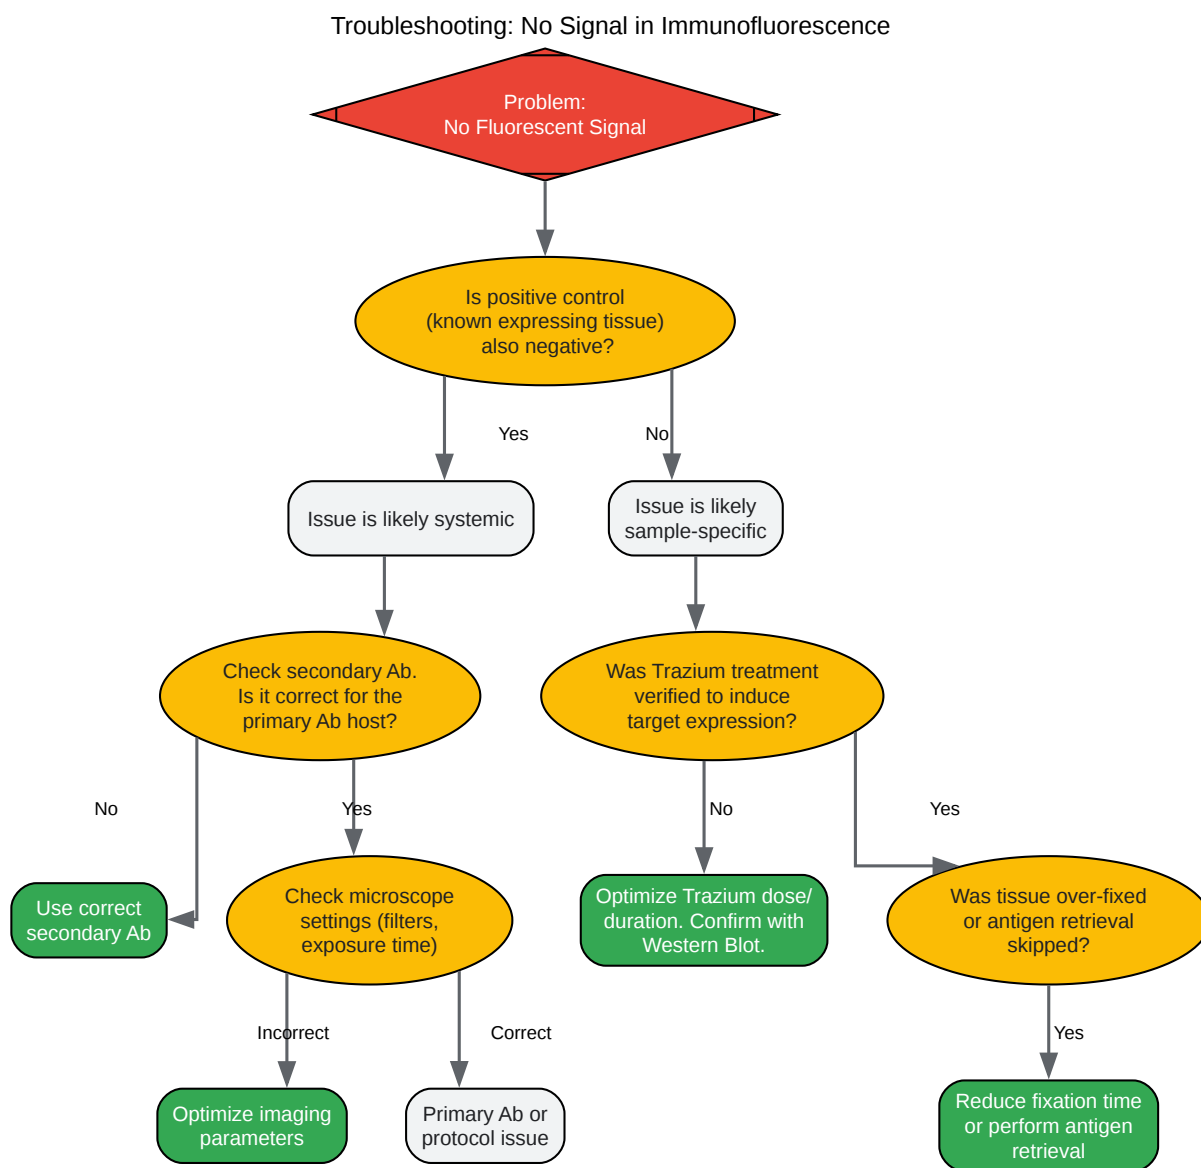 Troubleshooting: No Signal in Immunofluorescence
Problem:
No Fluorescent Signal
Is positive control
(known expressing tissue)
also negative?
Yes
No
Issue is likely systemic
Issue is likely
sample-specific
Check secondary Ab.
Is it correct for the
primary Ab host?
Was Trazium treatment
verified to induce
target expression?
No
Yes
No
Yes
Use correct
secondary Ab
Check microscope
settings (filters,
exposure time)
Optimize Trazium dose/
duration. Confirm with
Western Blot.
Was tissue over-fixed
or antigen retrieval
skipped?
Incorrect
Correct
Yes
Optimize imaging
parameters
Primary Ab or
protocol issue
Reduce fixation time
or perform antigen
retrieval